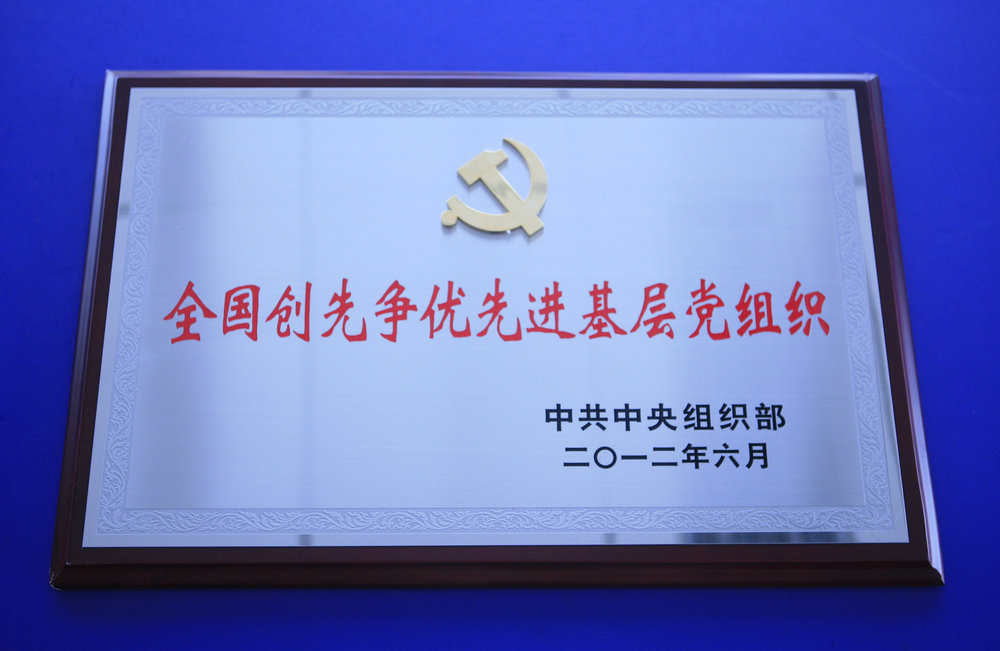 全国创先争优先进基层党组织
中共中央组织部
二〇一二年六月